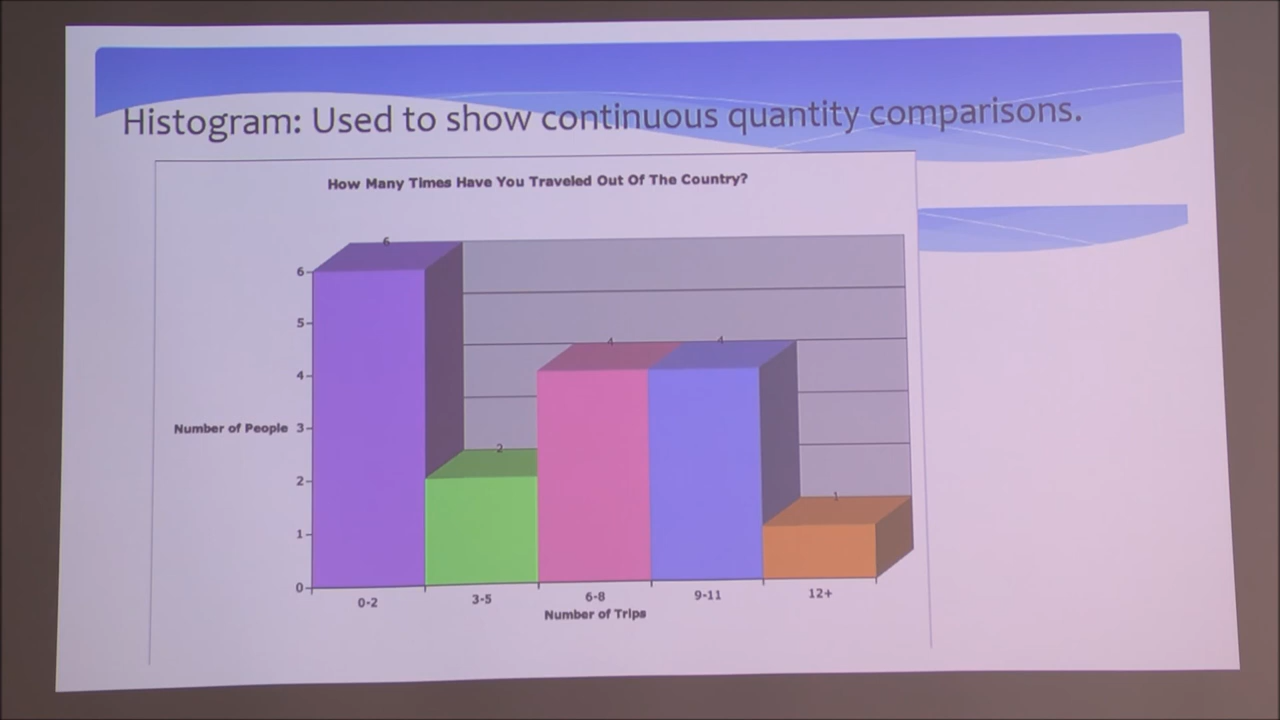 Histogram: Used to show continuous quantity comparisons.
How Many Times Have You Traveled Out Of The Country?
6
6
5
4
4
4
Number of People 3
2
2
1
1
0
0-2 3-5 6-8 9-11 12+
Number of Trips